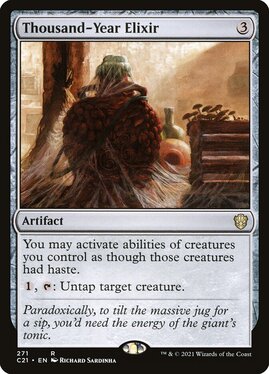 Thousand-Year Elixir 3
Artifact
You may activate abilities of creatures
you control as though those creatures
had haste.
1, : Untap target creature.
Paradoxically, to tilt the massive jug for
a sip, you'd need the energy of the giant's
tonic.
271 R
C21 • EN RICHARD SARDINHA
™ & © 2021 Wizards of the Coast